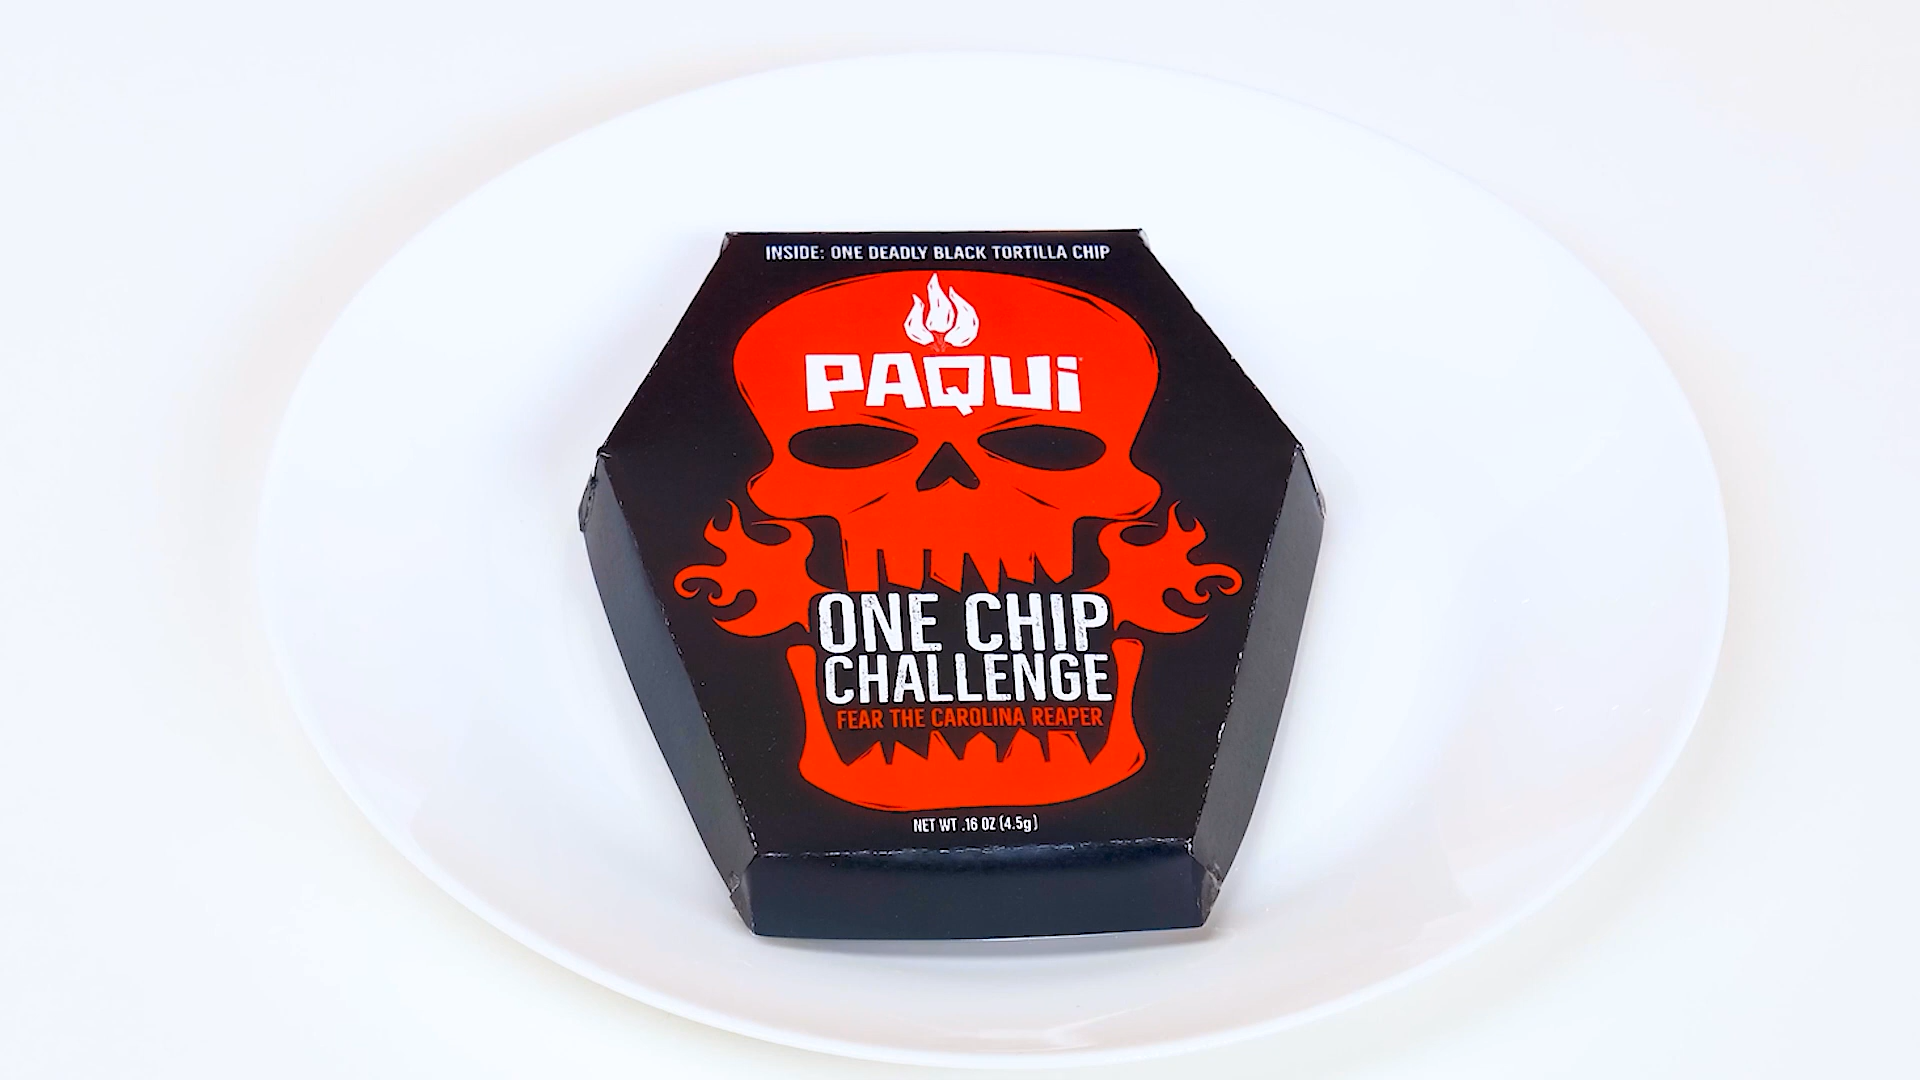 INSIDE: ONE DEADLY BLACK TORTILLA CHIP
PAQUi
ONE CHIP
CHALLENGE
FEAR THE CAROLINA REAPER
NET WT .16 OZ (4.5g)